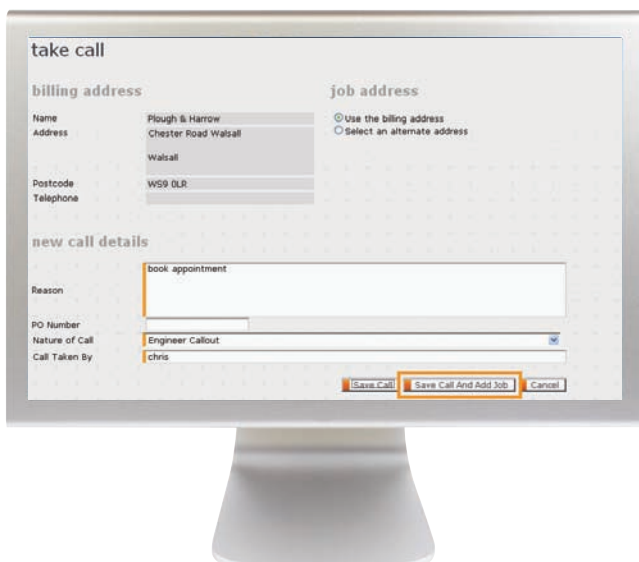 take call
billing address
job address
Name
Plough & Harrow
Address
Chester Road Walsall
Walsall
Postcode
WS9 0LR
Telephone
Use the billing address
Select an alternate address
new call details
Reason
book appointment
PO Number
Nature of Call
Engineer Callout
Call Taken By
chris
Save Call
Save Call And Add Job
Cancel